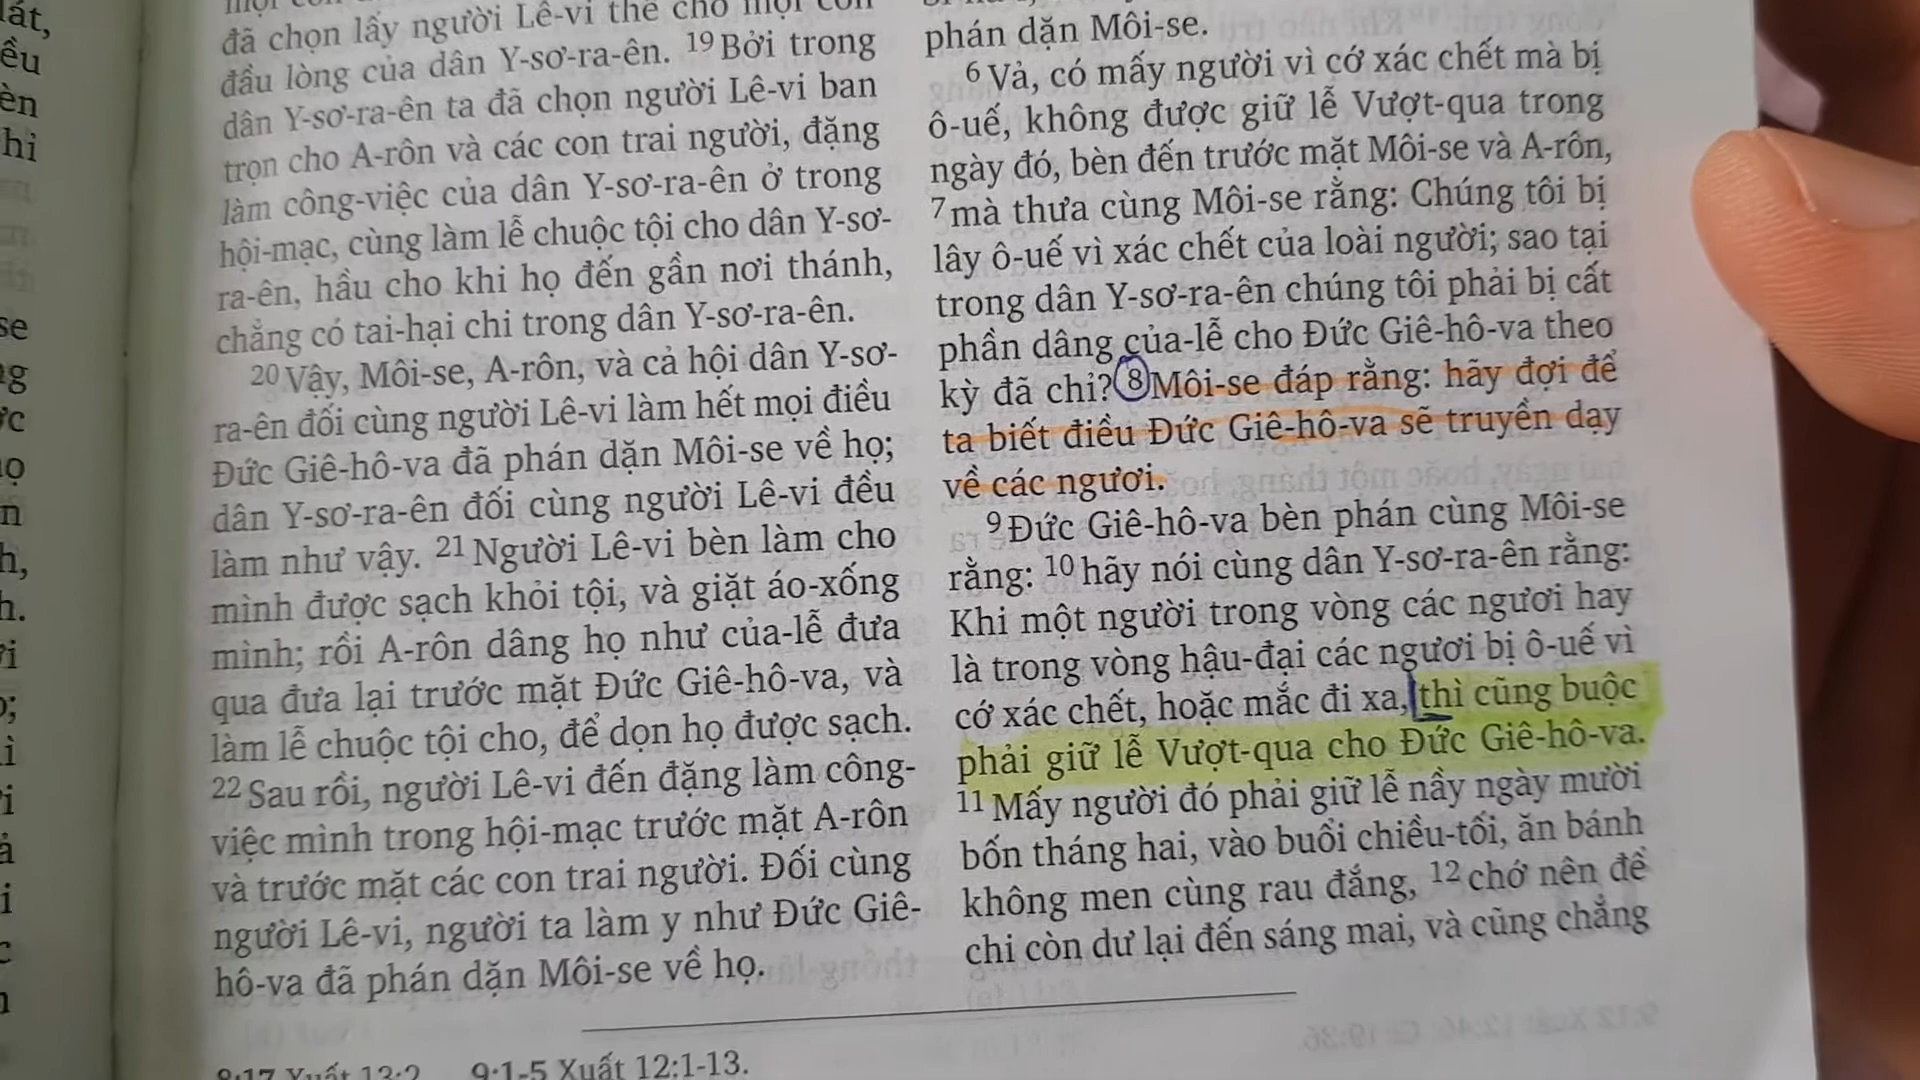 đã chọn lấy người Lê-vi thế cho mọi con
đầu lòng của dân Y-sơ-ra-ên. 19 Bởi trong
dân Y-sơ-ra-ên ta đã chọn người Lê-vi ban
trọn cho A-rôn và các con trai người, đặng
làm công-việc của dân Y-sơ-ra-ên ở trong
hội-mạc, cùng làm lễ chuộc tội cho dân Y-sơ-
ra-ên, hầu cho khi họ đến gần nơi thánh,
chẳng có tai-hại chi trong dân Y-sơ-ra-ên.
20 Vậy, Môi-se, A-rôn, và cả hội dân Y-sơ-
ra-ên đối cùng người Lê-vi làm hết mọi điều
Đức Giê-hô-va đã phán dặn Môi-se về họ;
dân Y-sơ-ra-ên đối cùng người Lê-vi đều
làm như vậy. 21 Người Lê-vi bèn làm cho
mình được sạch khỏi tội, và giặt áo-xống
mình; rồi A-rôn dâng họ như của-lễ đưa
qua đưa lại trước mặt Đức Giê-hô-va, và
làm lễ chuộc tội cho, để dọn họ được sạch.
22 Sau rồi, người Lê-vi đến đặng làm công-
việc mình trong hội-mạc trước mặt A-rôn
và trước mặt các con trai người. Đối cùng
người Lê-vi, người ta làm y như Đức Giê-
hô-va đã phán dặn Môi-se về họ.
phán dặn Môi-se.
6 Vả, có mấy người vì cớ xác chết mà bị
ô-uế, không được giữ lễ Vượt-qua trong
ngày đó, bèn đến trước mặt Môi-se và A-rôn,
7 mà thưa cùng Môi-se rằng: Chúng tôi bị
lây ô-uế vì xác chết của loài người; sao tại
trong dân Y-sơ-ra-ên chúng tôi phải bị cất
phần dâng của-lễ cho Đức Giê-hô-va theo
kỳ đã chỉ? 8 Môi-se đáp rằng: hãy đợi để
ta biết điều Đức Giê-hô-va sẽ truyền dạy
về các ngươi.
9 Đức Giê-hô-va bèn phán cùng Môi-se
rằng: 10 hãy nói cùng dân Y-sơ-ra-ên rằng:
Khi một người trong vòng các ngươi hay
là trong vòng hậu-đại các ngươi bị ô-uế vì
cớ xác chết, hoặc mắc đi xa, thì cũng buộc
phải giữ lễ Vượt-qua cho Đức Giê-hô-va.
11 Mấy người đó phải giữ lễ nầy ngày mười
bốn tháng hai, vào buổi chiều-tối, ăn bánh
không men cùng rau đắng, 12 chớ nên để
chi còn dư lại đến sáng mai, và cũng chẳng
8:17 Xuất 13:2 9:1-5 Xuất 12:1-13.